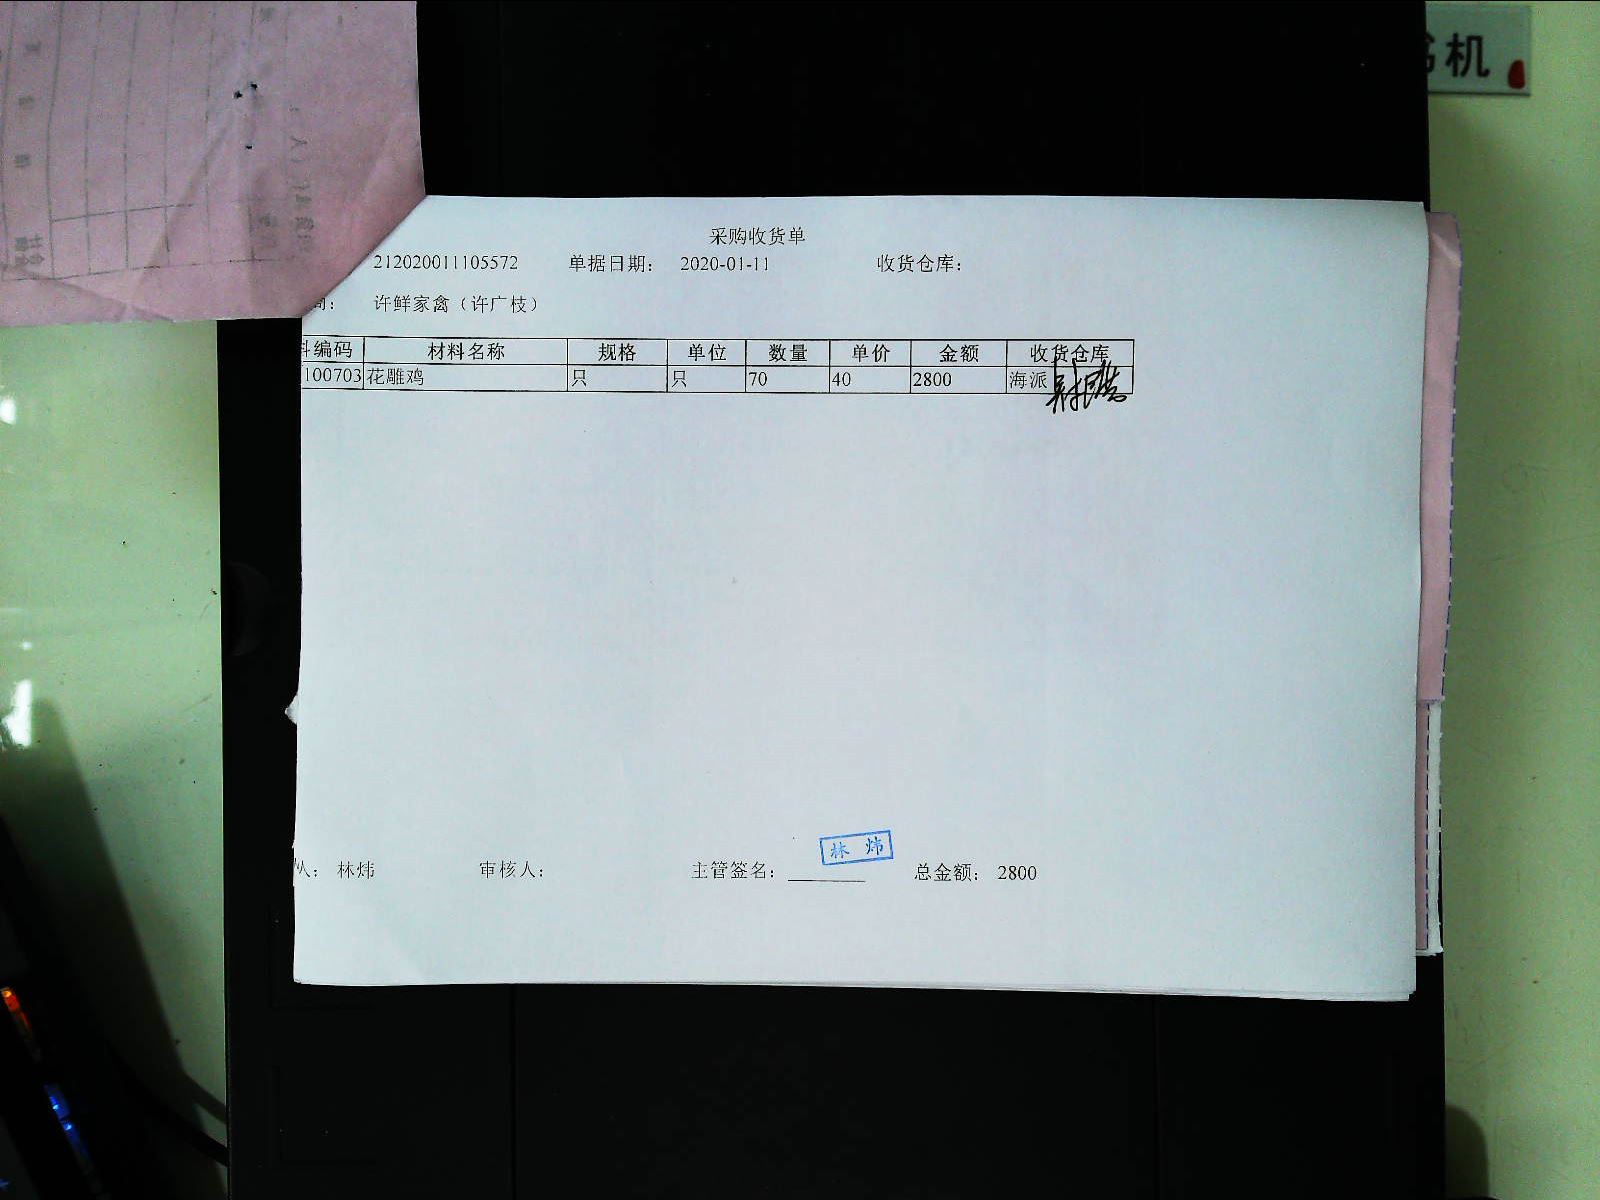 机
采购收货单
212020011105572 单据日期： 2020-01-11 收货仓库：
商： 许鲜家禽（许广枝）
料编码 材料名称 规格 单位 数量 单价 金额 收货仓库
100703 花雕鸡 只 只 70 40 2800 海派
林 炜
人： 林炜 审核人： 主管签名： 总金额： 2800